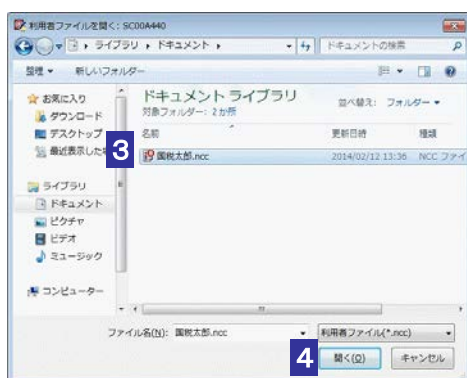 利用者ファイルを開く: SC00A440
ライブラリ ▸ ドキュメント ▸
ドキュメントの検索
整理 ▼ 新しいフォルダー
お気に入り
ダウンロード
デスクトップ
最近表示した
ライブラリ
ドキュメント
ピクチャ
ビデオ
ミュージック
コンピューター
ドキュメント ライブラリ
対象フォルダー: 2 か所
並べ替え: フォルダー ▼
名前 更新日時 種類
3
国税太郎.ncc 2014/02/12 13:36 NCC ファイ
ファイル名(N): 国税太郎.ncc
利用者ファイル(*.ncc)
4
開く(O) キャンセル